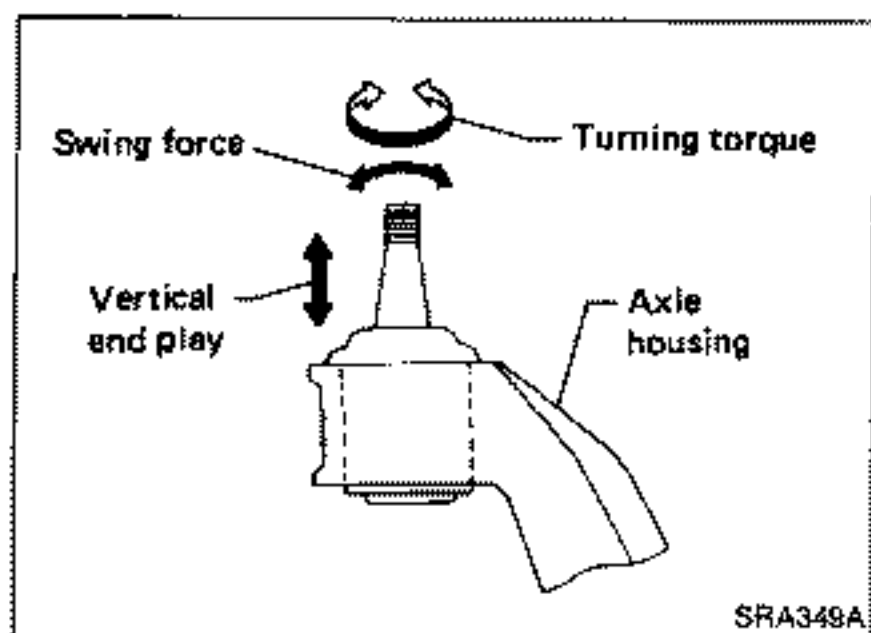 Swing force
Turning torque
Vertical
end play
Axle
housing
SRA349A